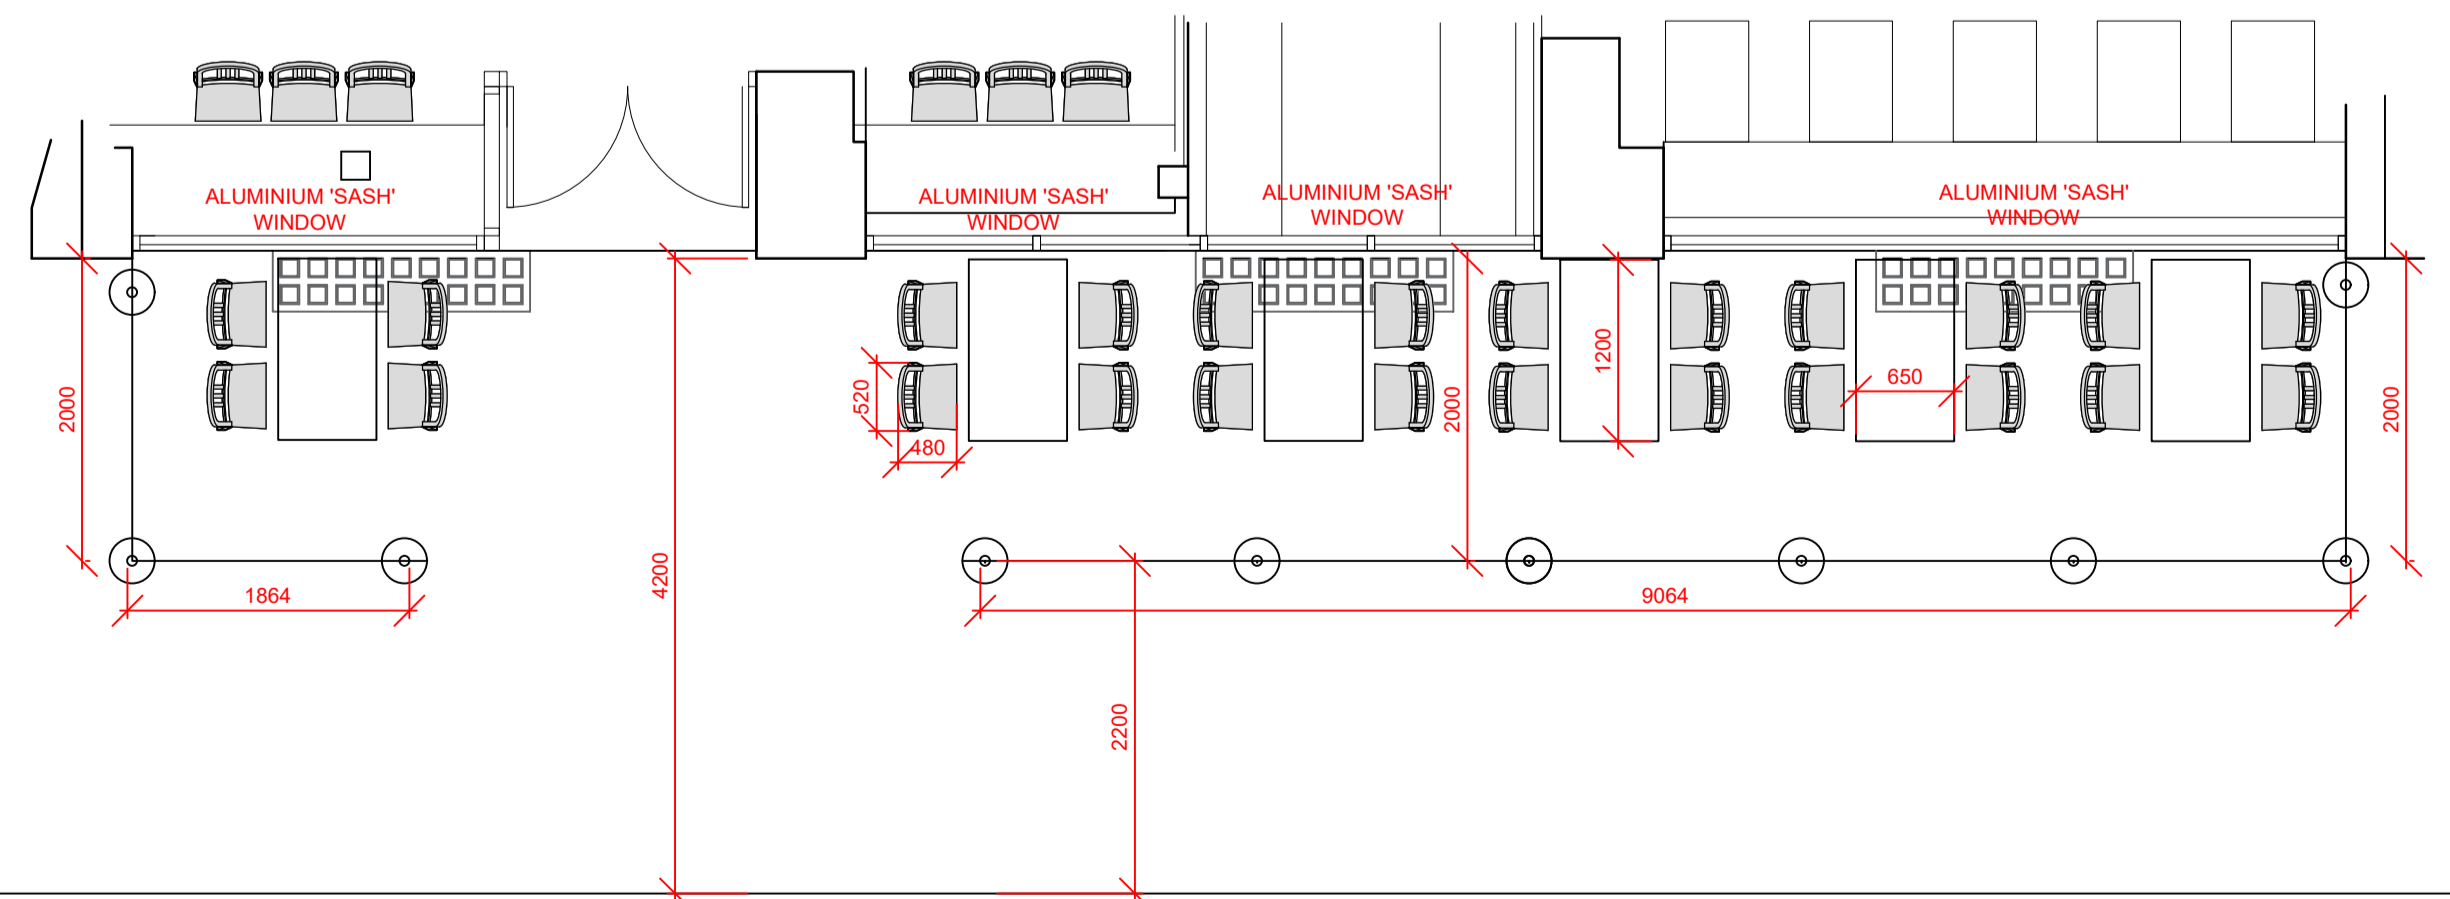 ALUMINIUM 'SASH'
WINDOW
ALUMINIUM 'SASH'
WINDOW
ALUMINIUM 'SASH'
WINDOW
ALUMINIUM 'SASH'
WINDOW
2000
520
480
2000
1200
650
2000
4200
1864
9064
2200